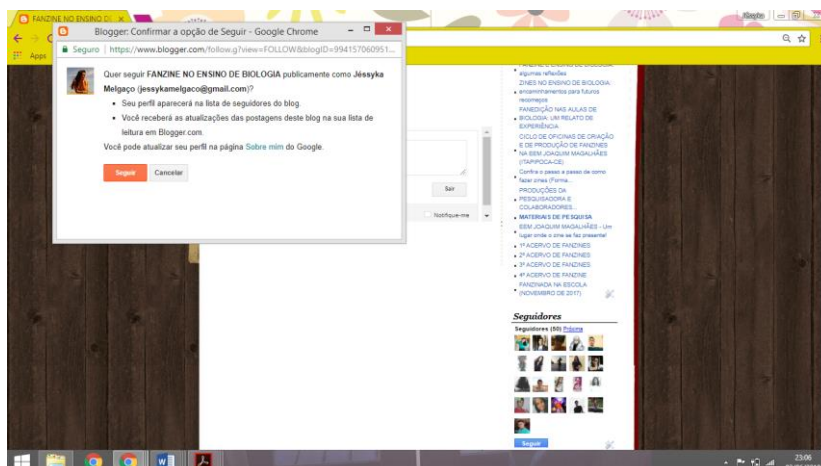 FANZINE NO ENSINO DE
Jéssyka
Blogger: Confirmar a opção de Seguir - Google Chrome
Seguro | https://www.blogger.com/follow.g?view=FOLLOW&blogID=994157060951...
Apps
Quer seguir FANZINE NO ENSINO DE BIOLOGIA publicamente como Jéssyka
Melgaço (jessykamelgaco@gmail.com)?
Seu perfil aparecerá na lista de seguidores do blog.
Você receberá as atualizações das postagens deste blog na sua lista de
leitura em Blogger.com.
Você pode atualizar seu perfil na página Sobre mim do Google.
Seguir
Cancelar
Sair
Notifique-me
FANZINE E ENSINO DE BIOLOGIA:
algumas reflexões
ZINES NO ENSINO DE BIOLOGIA:
encaminhamentos para futuros
recomeços
FANEDIÇÃO NAS AULAS DE
BIOLOGIA: UM RELATO DE
EXPERIÊNCIA
CICLO DE OFICINAS DE CRIAÇÃO
E DE PRODUÇÃO DE FANZINES
NA EEM JOAQUIM MAGALHÃES
(ITAPIPOCA-CE)
Confira o passo a passo de como
fazer zines (Forma...
PRODUÇÕES DA
PESQUISADORA E
COLABORADORES...
MATERIAIS DE PESQUISA
EEM JOAQUIM MAGALHÃES - Um
lugar onde o zine se faz presente!
1º ACERVO DE FANZINES
2º ACERVO DE FANZINES
3º ACERVO DE FANZINES
4º ACERVO DE FANZINE
FANZINADA NA ESCOLA
(NOVEMBRO DE 2017)
Seguidores
Seguidores (50) Próxima
Seguir
23:06